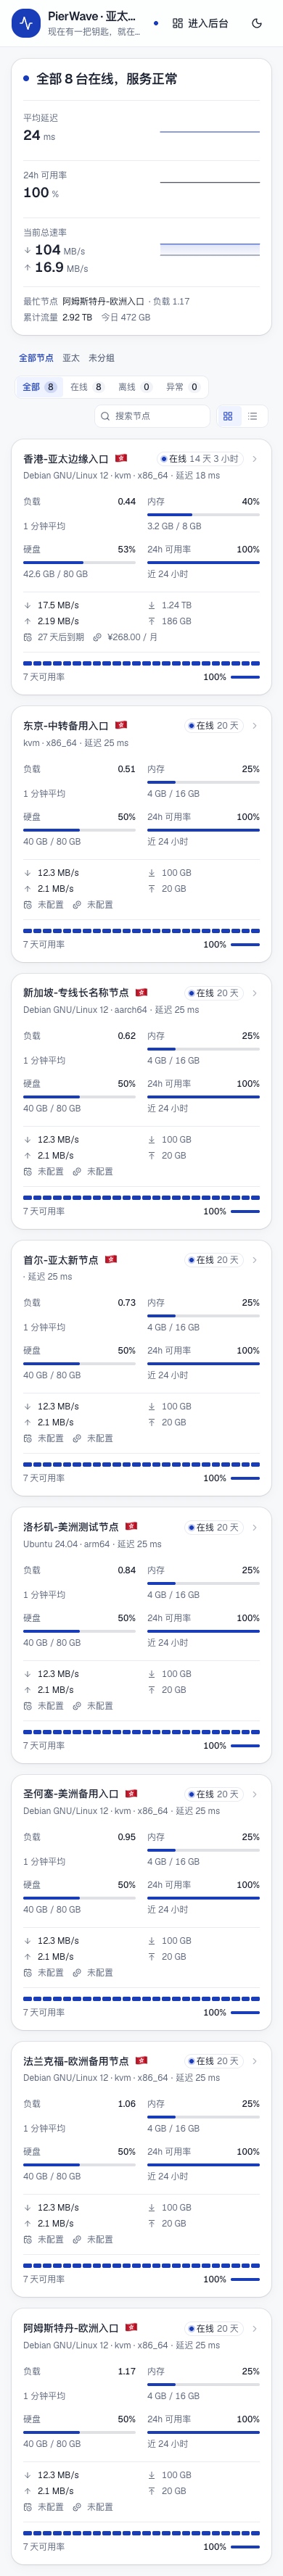 PierWave · 亚太…
现在有一把钥匙，就在…
进入后台
全部 8 台在线，服务正常
平均延迟
24 ms
24h 可用率
100 %
当前总速率
↓ 104 MB/s
↑ 16.9 MB/s
最忙节点 阿姆斯特丹-欧洲入口 · 负载 1.17
累计流量 2.92 TB 今日 472 GB
全部节点 亚太 未分组
全部 8 在线 8 离线 0 异常 0
搜索节点
香港-亚太边缘入口 在线 14 天 3 小时
Debian GNU/Linux 12 · kvm · x86_64 · 延迟 18 ms
负载 0.44 内存 40%
1 分钟平均 3.2 GB / 8 GB
硬盘 53% 24h 可用率 100%
42.6 GB / 80 GB 近 24 小时
↓ 17.5 MB/s 1.24 TB
↑ 2.19 MB/s 186 GB
27 天后到期 ¥268.00 / 月
7 天可用率 100%
东京-中转备用入口 在线 20 天
kvm · x86_64 · 延迟 25 ms
负载 0.51 内存 25%
1 分钟平均 4 GB / 16 GB
硬盘 50% 24h 可用率 100%
40 GB / 80 GB 近 24 小时
↓ 12.3 MB/s 100 GB
↑ 2.1 MB/s 20 GB
未配置 未配置
7 天可用率 100%
新加坡-专线长名称节点 在线 20 天
Debian GNU/Linux 12 · aarch64 · 延迟 25 ms
负载 0.62 内存 25%
1 分钟平均 4 GB / 16 GB
硬盘 50% 24h 可用率 100%
40 GB / 80 GB 近 24 小时
↓ 12.3 MB/s 100 GB
↑ 2.1 MB/s 20 GB
未配置 未配置
7 天可用率 100%
首尔-亚太新节点 在线 20 天
· 延迟 25 ms
负载 0.73 内存 25%
1 分钟平均 4 GB / 16 GB
硬盘 50% 24h 可用率 100%
40 GB / 80 GB 近 24 小时
↓ 12.3 MB/s 100 GB
↑ 2.1 MB/s 20 GB
未配置 未配置
7 天可用率 100%
洛杉矶-美洲测试节点 在线 20 天
Ubuntu 24.04 · arm64 · 延迟 25 ms
负载 0.84 内存 25%
1 分钟平均 4 GB / 16 GB
硬盘 50% 24h 可用率 100%
40 GB / 80 GB 近 24 小时
↓ 12.3 MB/s 100 GB
↑ 2.1 MB/s 20 GB
未配置 未配置
7 天可用率 100%
圣何塞-美洲备用入口 在线 20 天
Debian GNU/Linux 12 · kvm · x86_64 · 延迟 25 ms
负载 0.95 内存 25%
1 分钟平均 4 GB / 16 GB
硬盘 50% 24h 可用率 100%
40 GB / 80 GB 近 24 小时
↓ 12.3 MB/s 100 GB
↑ 2.1 MB/s 20 GB
未配置 未配置
7 天可用率 100%
法兰克福-欧洲备用节点 在线 20 天
Debian GNU/Linux 12 · kvm · x86_64 · 延迟 25 ms
负载 1.06 内存 25%
1 分钟平均 4 GB / 16 GB
硬盘 50% 24h 可用率 100%
40 GB / 80 GB 近 24 小时
↓ 12.3 MB/s 100 GB
↑ 2.1 MB/s 20 GB
未配置 未配置
7 天可用率 100%
阿姆斯特丹-欧洲入口 在线 20 天
Debian GNU/Linux 12 · kvm · x86_64 · 延迟 25 ms
负载 1.17 内存 25%
1 分钟平均 4 GB / 16 GB
硬盘 50% 24h 可用率 100%
40 GB / 80 GB 近 24 小时
↓ 12.3 MB/s 100 GB
↑ 2.1 MB/s 20 GB
未配置 未配置
7 天可用率 100%